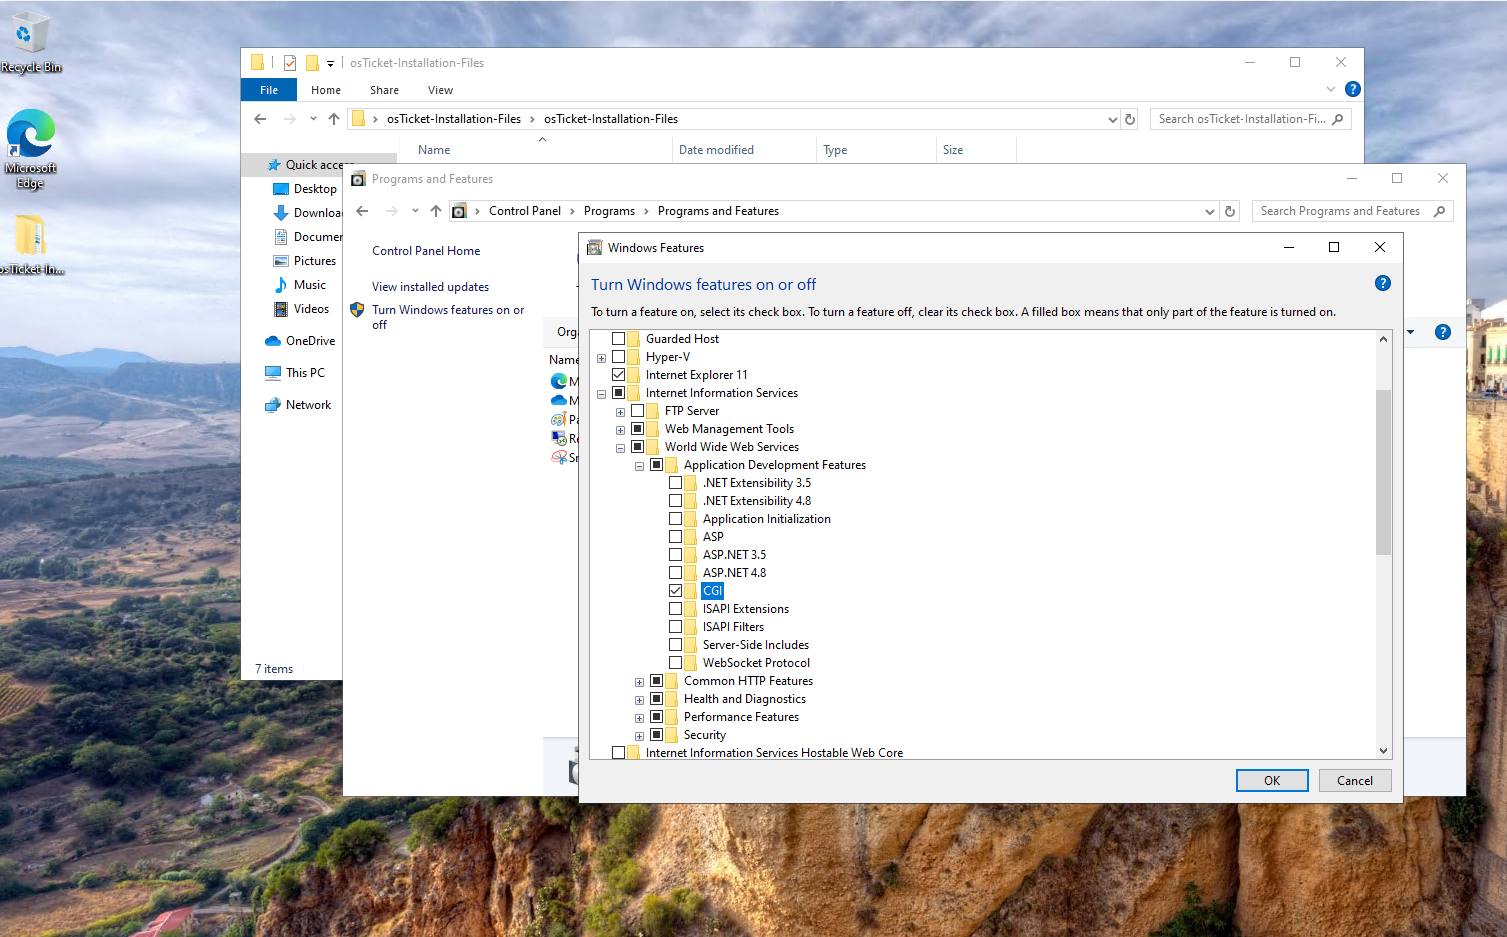 Recycle Bin
Microsoft
Edge
osTicket-In...
osTicket-Installation-Files
File
Home
Share
View
osTicket-Installation-Files
osTicket-Installation-Files
Search osTicket-Installation-Fi...
Name
Date modified
Type
Size
Quick access
Desktop
Pictures
Music
Videos
OneDrive
This PC
Network
7 items
Programs and Features
Control Panel
Programs
Programs and Features
Search Programs and Features
Control Panel Home
View installed updates
Turn Windows features on or
off
Name
Windows Features
Turn Windows features on or off
To turn a feature on, select its check box. To turn a feature off, clear its check box. A filled box means that only part of the feature is turned on.
Guarded Host
Hyper-V
Internet Explorer 11
Internet Information Services
FTP Server
Web Management Tools
World Wide Web Services
Application Development Features
.NET Extensibility 3.5
.NET Extensibility 4.8
Application Initialization
ASP
ASP.NET 3.5
ASP.NET 4.8
CGI
ISAPI Extensions
ISAPI Filters
Server-Side Includes
WebSocket Protocol
Common HTTP Features
Health and Diagnostics
Performance Features
Security
Internet Information Services Hostable Web Core
OK
Cancel